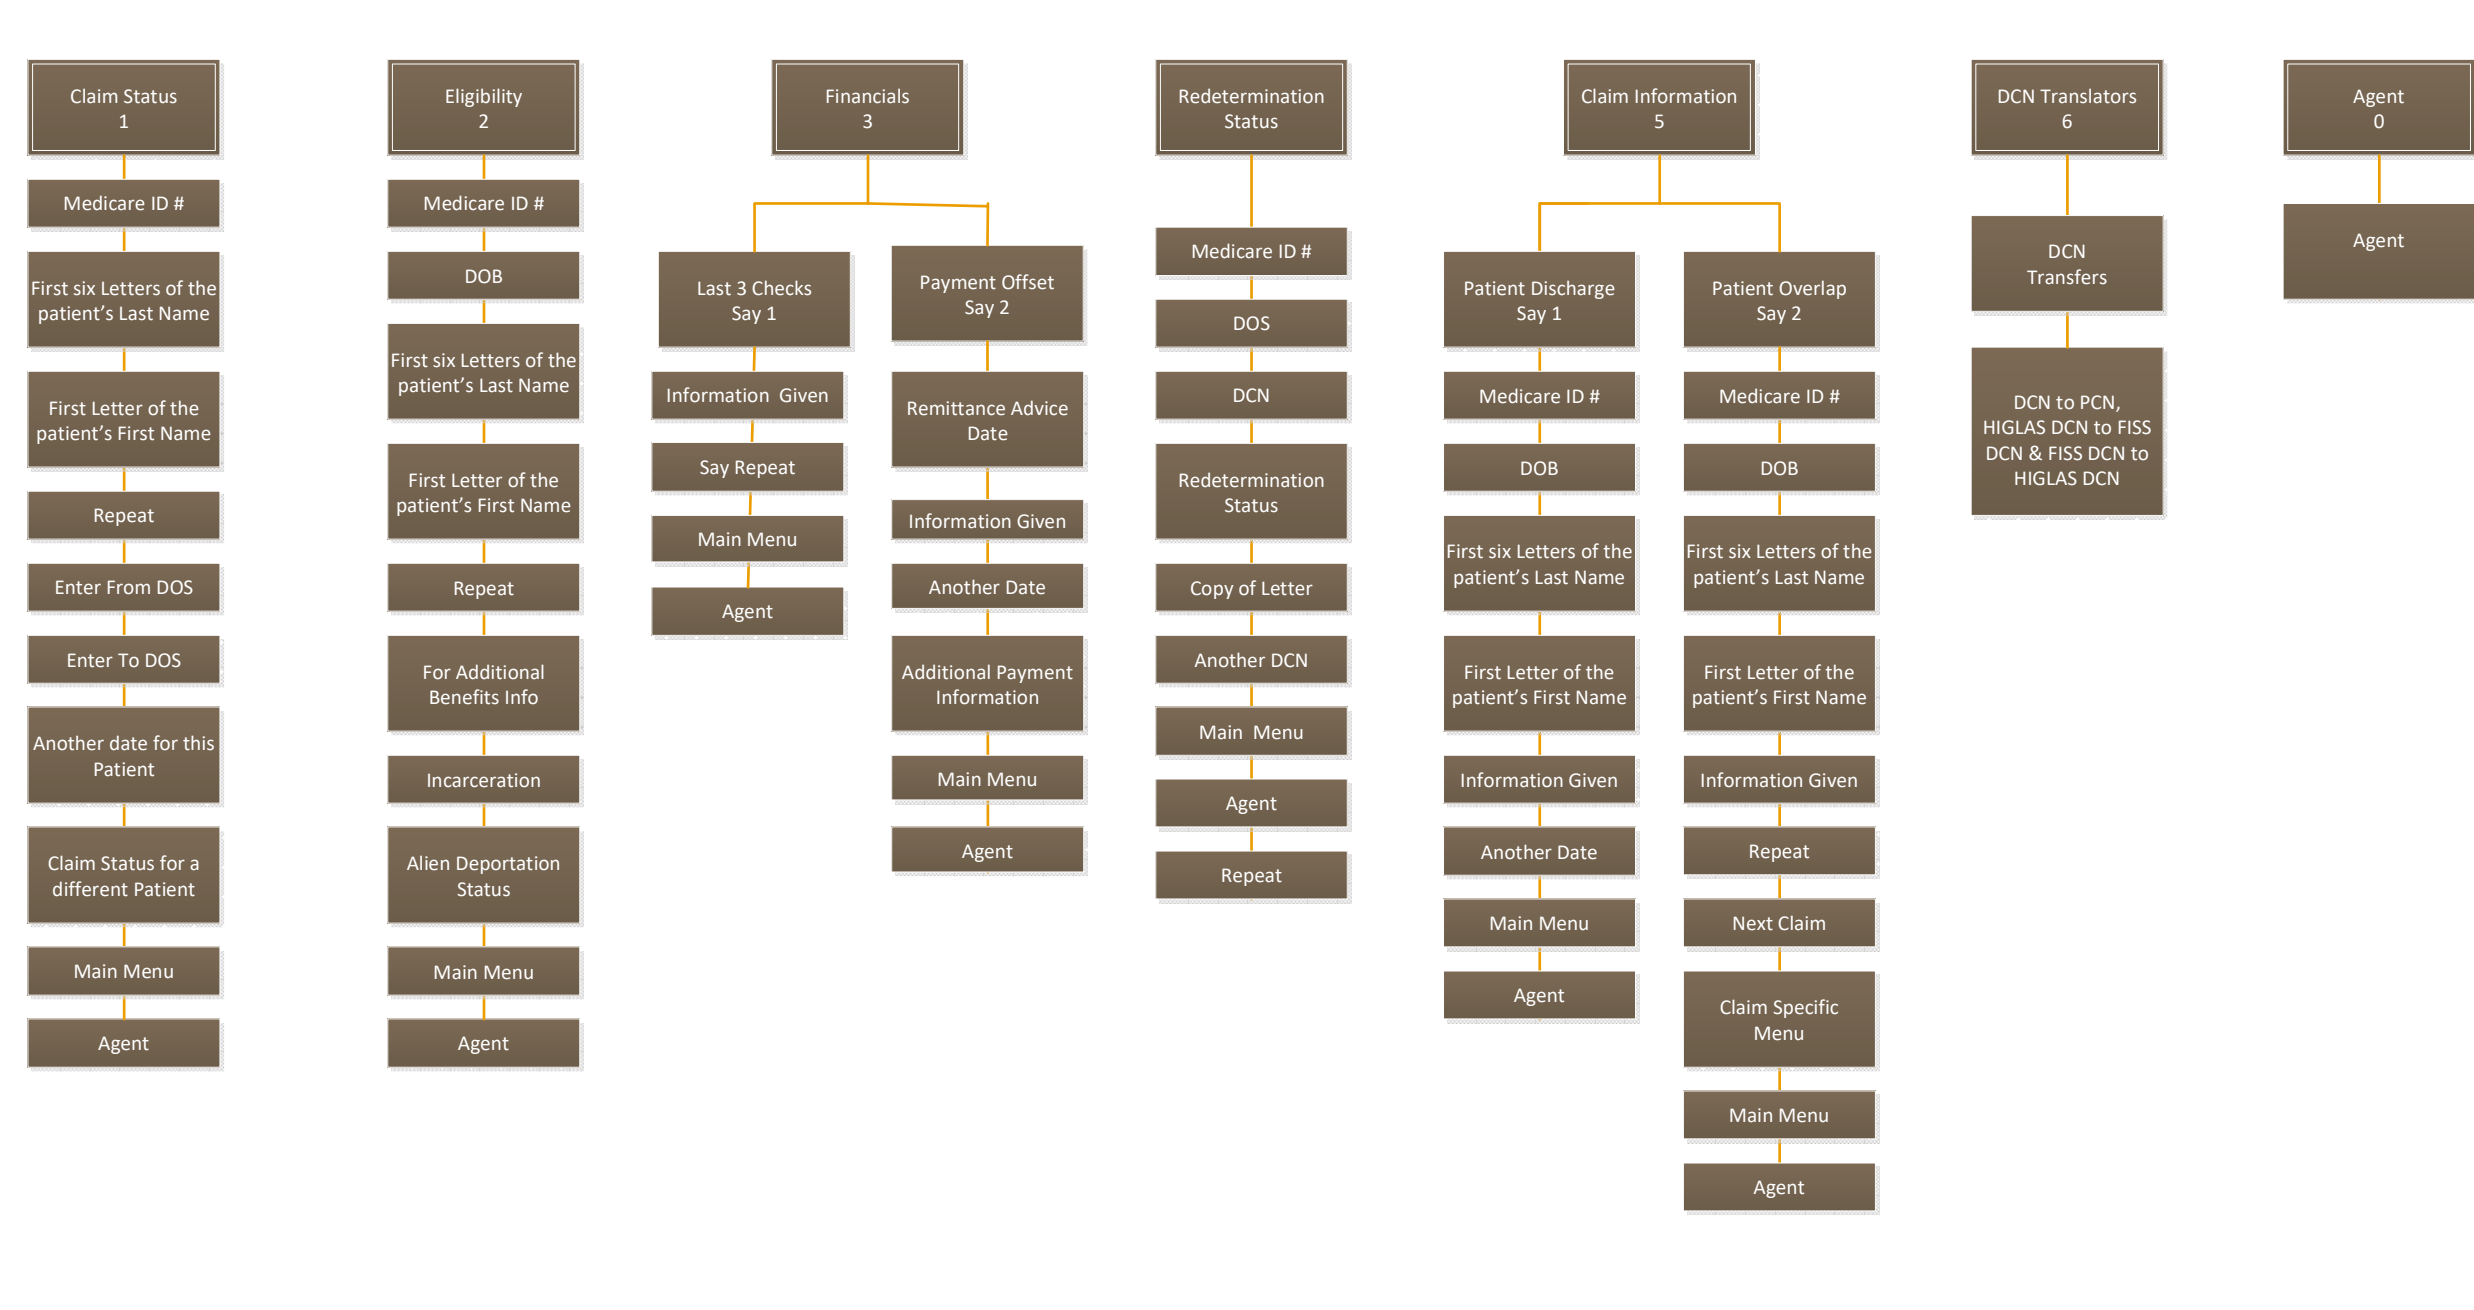 Claim Status
1
Medicare ID #
First six Letters of the
patient’s Last Name
First Letter of the
patient’s First Name
Repeat
Enter From DOS
Enter To DOS
Another date for this
Patient
Claim Status for a
different Patient
Main Menu
Agent
Eligibility
2
Medicare ID #
DOB
First six Letters of the
patient’s Last Name
First Letter of the
patient’s First Name
Repeat
For Additional
Benefits Info
Incarceration
Alien Deportation
Status
Main Menu
Agent
Financials
3
Last 3 Checks
Say 1
Information  Given
Say Repeat
Main Menu
Agent
Payment Offset
Say 2
Remittance Advice
Date
Information Given
Another Date
Additional Payment
Information
Main Menu
Agent
Redetermination
Status
Medicare ID #
DOS
DCN
Redetermination
Status
Copy of Letter
Another DCN
Main  Menu
Agent
Repeat
Claim Information
5
Patient Discharge
Say 1
Medicare ID #
DOB
First six Letters of the
patient’s Last Name
First Letter of the
patient’s First Name
Information Given
Another Date
Main Menu
Agent
Patient Overlap
Say 2
Medicare ID #
DOB
First six Letters of the
patient’s Last Name
First Letter of the
patient’s First Name
Information Given
Repeat
Next Claim
Claim Specific
Menu
Main Menu
Agent
DCN Translators
6
DCN
Transfers
DCN to PCN,
HIGLAS DCN to FISS
DCN & FISS DCN to
HIGLAS DCN
Agent
0
Agent